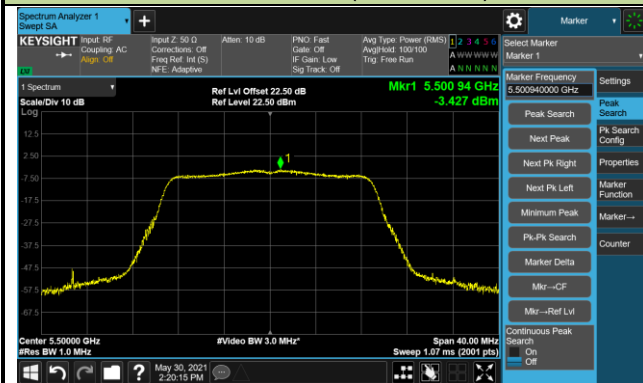 Spectrum Analyzer 1
Swept SA
Marker
KEYSIGHT
Input: RF
Coupling: AC
Align: Off
Input Z: 50 Ω
Corrections: Off
Freq Ref: Int (S)
NFE: Adaptive
Atten: 10 dB
PNO: Fast
Gate: Off
IF Gain: Low
Sig Track: Off
Avg Type: Power (RMS)
Avg|Hold: 100/100
Trig: Free Run
1 2 3 4 5 6
A W W W W W
A N N N N N
LW
Select Marker
Marker 1
1 Spectrum
Scale/Div 10 dB
Log
Ref Lvl Offset 22.50 dB
Ref Level 22.50 dBm
Mkr1 5.500 94 GHz
-3.427 dBm
12.5
2.50
-7.50
-17.5
-27.5
-37.5
-47.5
-57.5
-67.5
1
Center 5.50000 GHz
#Res BW 1.0 MHz
#Video BW 3.0 MHz*
Span 40.00 MHz
Sweep 1.07 ms (2001 pts)
Marker Frequency
5.500940000 GHz
Peak Search
Next Peak
Next Pk Right
Next Pk Left
Minimum Peak
Pk-Pk Search
Marker Delta
Mkr→CF
Mkr→Ref Lvl
Continuous Peak
Search
On
Off
Settings
Peak
Search
Pk Search
Config
Properties
Marker
Function
Marker→
Counter
May 30, 2021
2:20:15 PM